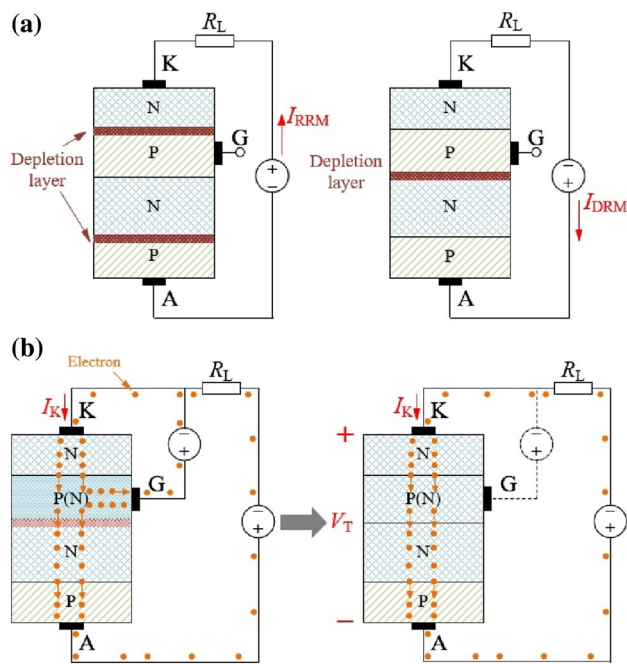 (a)
R_L
K
N
Depletion
layer
P
G
N
P
A
I_RRM
+
−
R_L
K
N
P
G
Depletion
layer
N
P
A
−
+
I_DRM
(b)
Electron
R_L
I_K
K
N
−
+
P(N)
G
N
−
+
P
A
R_L
I_K
K
+
N
−
+
P(N)
G
V_T
N
−
+
P
−
A